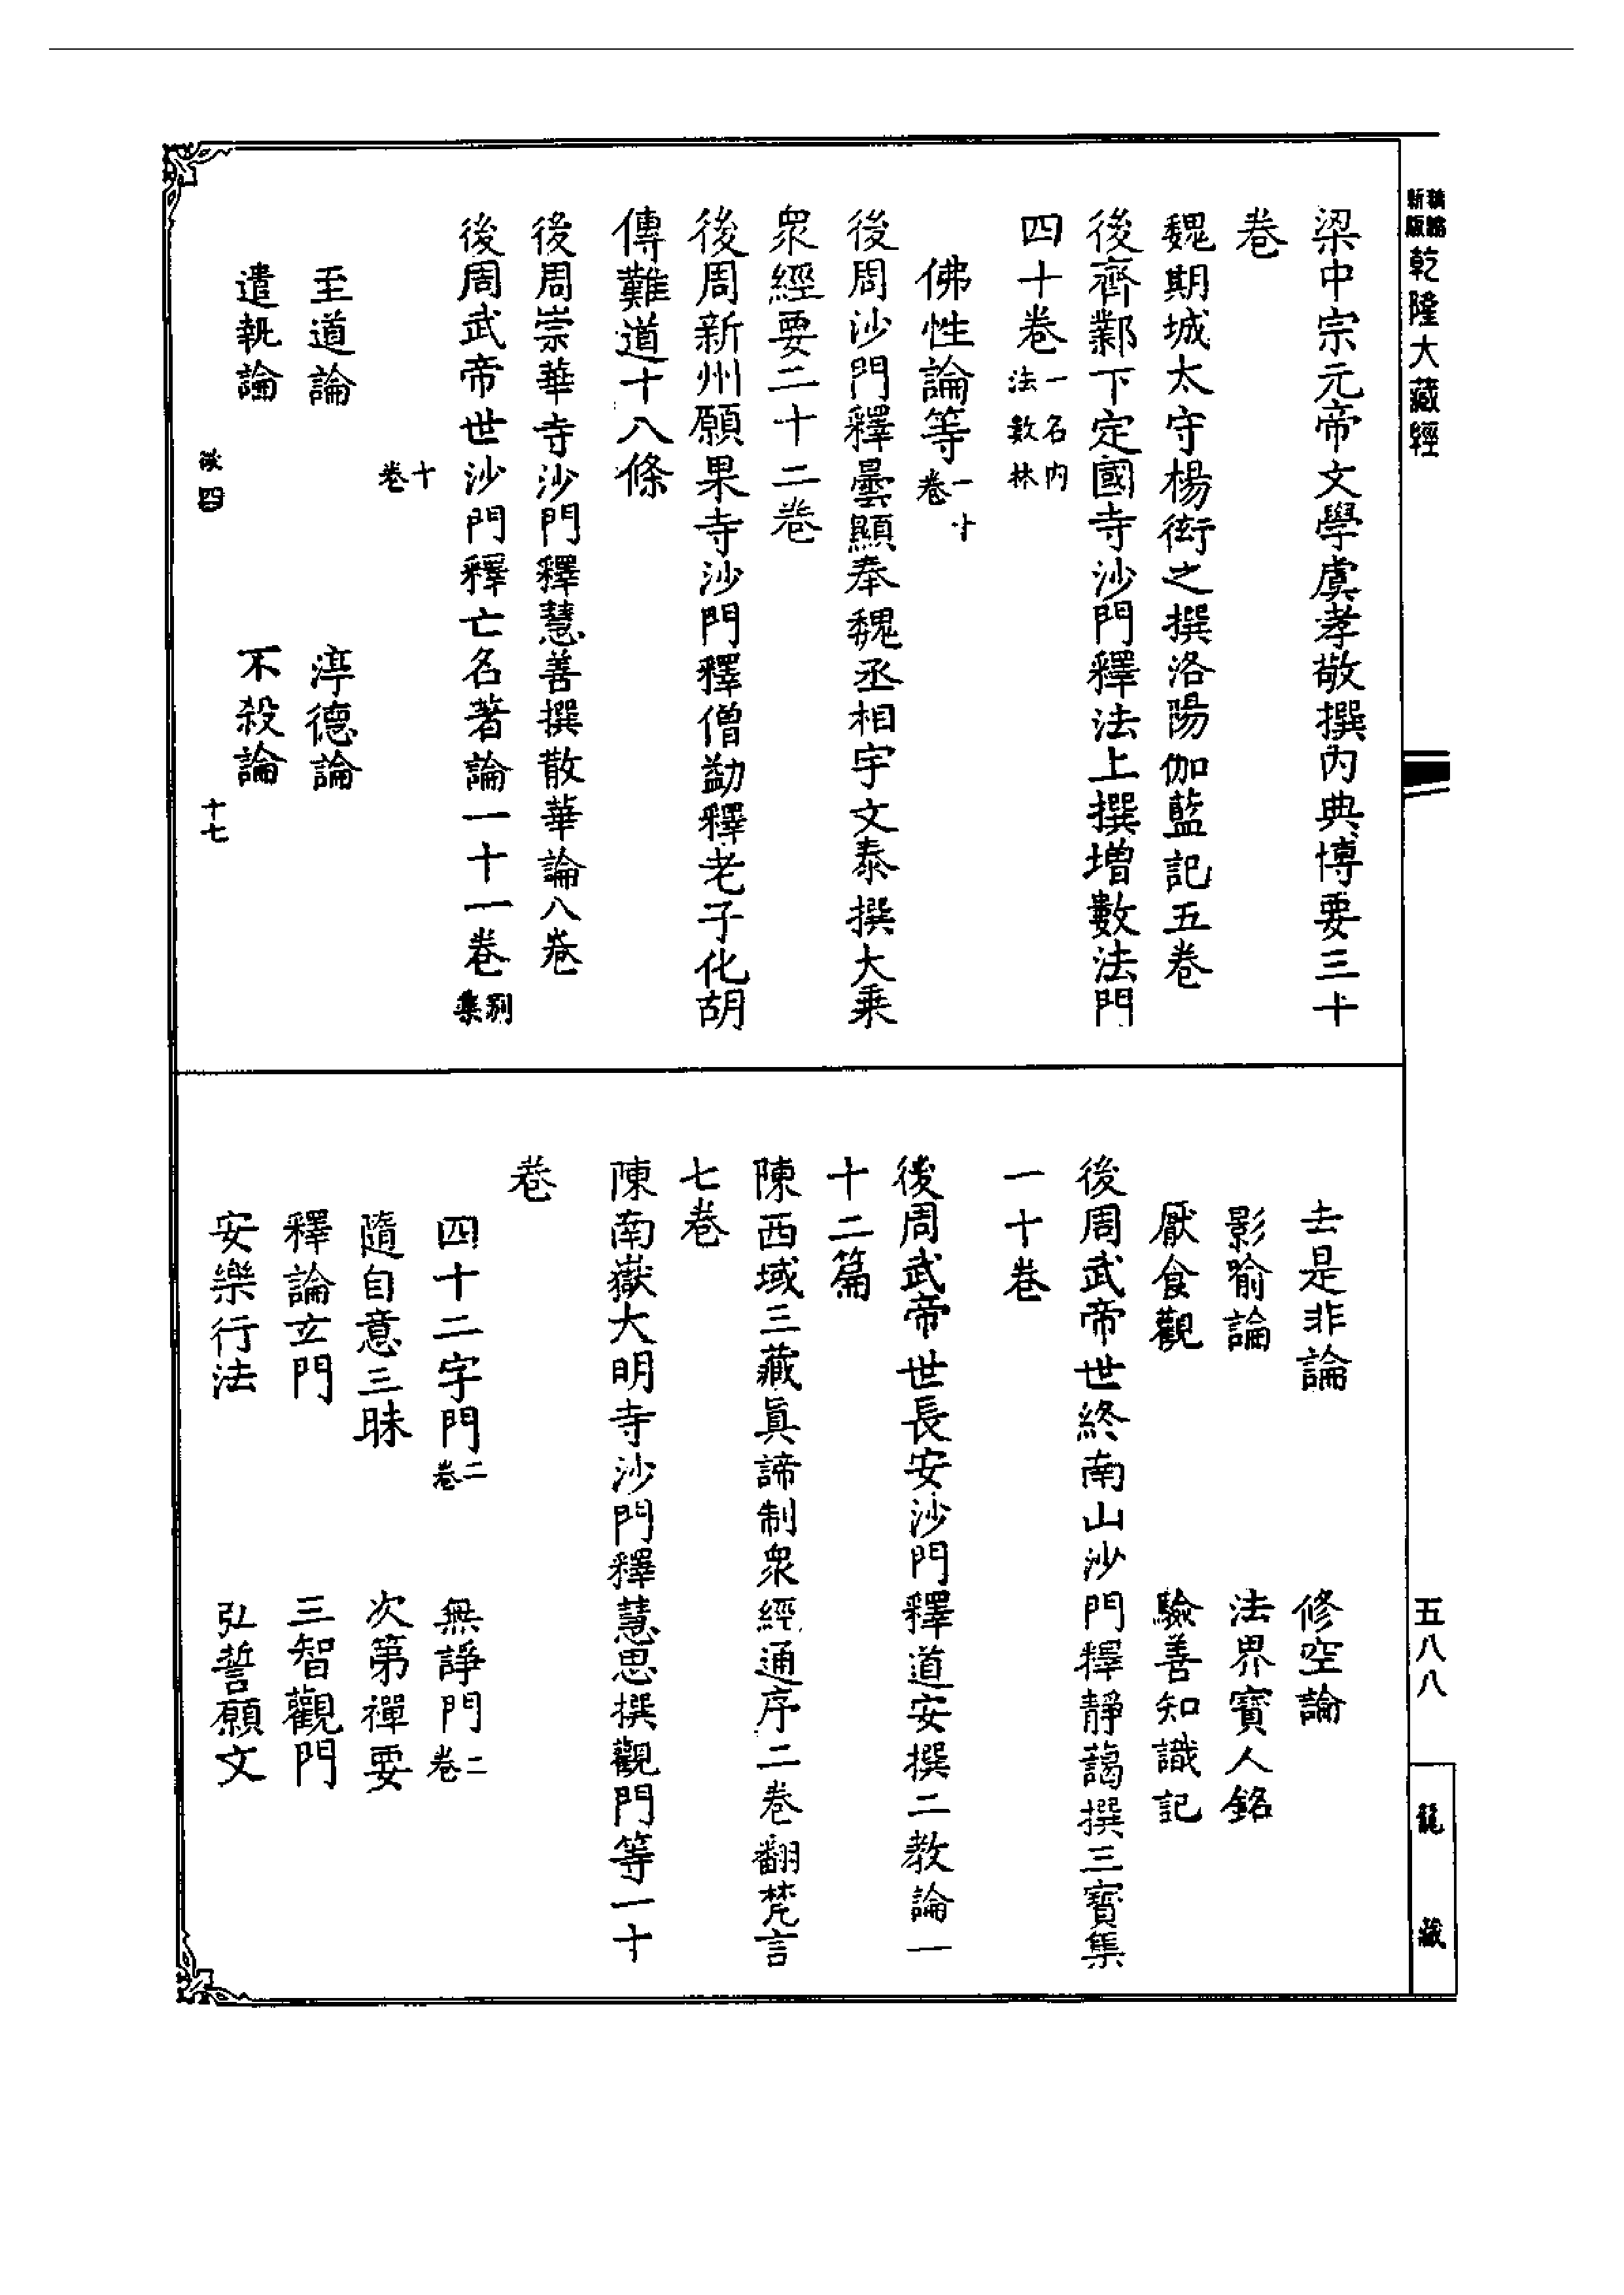 新版
精縮
乾隆大藏經
梁中宗元帝文學虞孝敬撰內典博要三十
卷
魏期城太守楊衒之撰洛陽伽藍記五卷
後齊鄴下定國寺沙門釋法上撰增數法門
四十卷一名內法數林
佛性論等一十卷
後周沙門釋曇顯奉魏丞相宇文泰撰大乘
衆經要二十二卷
後周新州願果寺沙門釋僧勔釋老子化胡
傳難道十八條
後周崇華寺沙門釋慧善撰散華論八卷
後周武帝世沙門釋亡名著論一十一卷別集
十卷
至道論 淳德論
遣執論 不殺論
十七
去是非論 修空論
影喻論 法界寶人銘
厭食觀 驗善知識記
後周武帝世終南山沙門釋靜藹撰三寶集
一十卷
後周武帝世長安沙門釋道安撰二教論一
十二篇
陳西域三藏眞諦制衆經通序二卷翻梵言
七卷
陳南嶽大明寺沙門釋慧思撰觀門等一十
卷
四十二字門二卷 無諍門二卷
隨自意三昧 次第禪要
釋論玄門 三智觀門
安樂行法 弘誓願文
五八八
龍藏